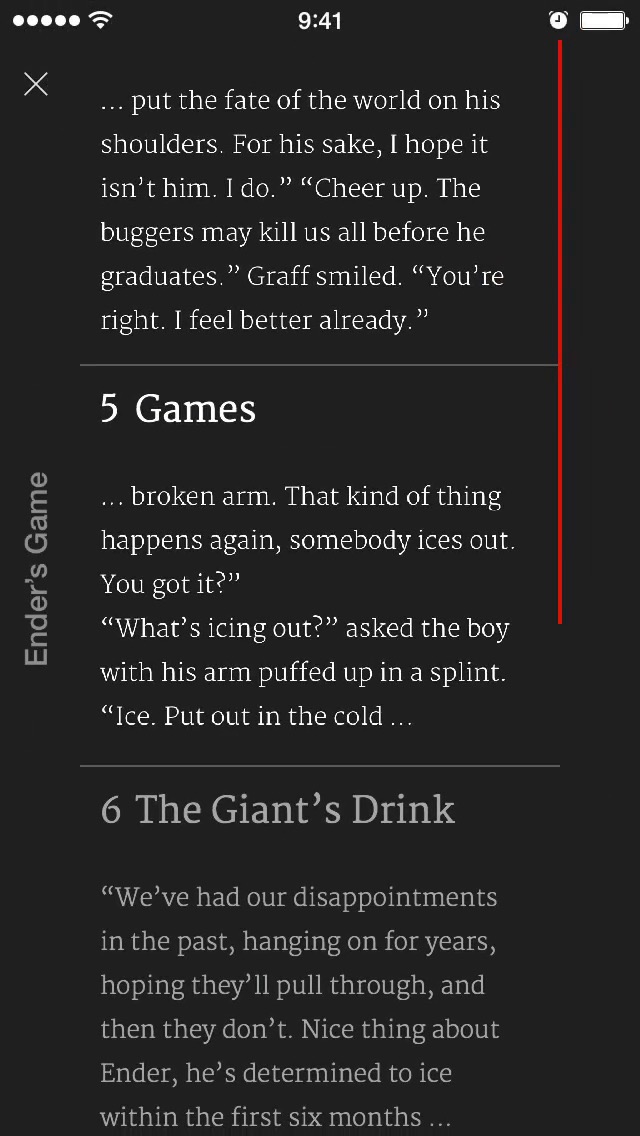 9:41
… put the fate of the world on his
shoulders. For his sake, I hope it
isn’t him. I do.” “Cheer up. The
buggers may kill us all before he
graduates.” Graff smiled. “You’re
right. I feel better already.”
5 Games
… broken arm. That kind of thing
happens again, somebody ices out.
You got it?”
“What’s icing out?” asked the boy
with his arm puffed up in a splint.
“Ice. Put out in the cold …
Ender’s Game
6 The Giant’s Drink
“We’ve had our disappointments
in the past, hanging on for years,
hoping they’ll pull through, and
then they don’t. Nice thing about
Ender, he’s determined to ice
within the first six months …